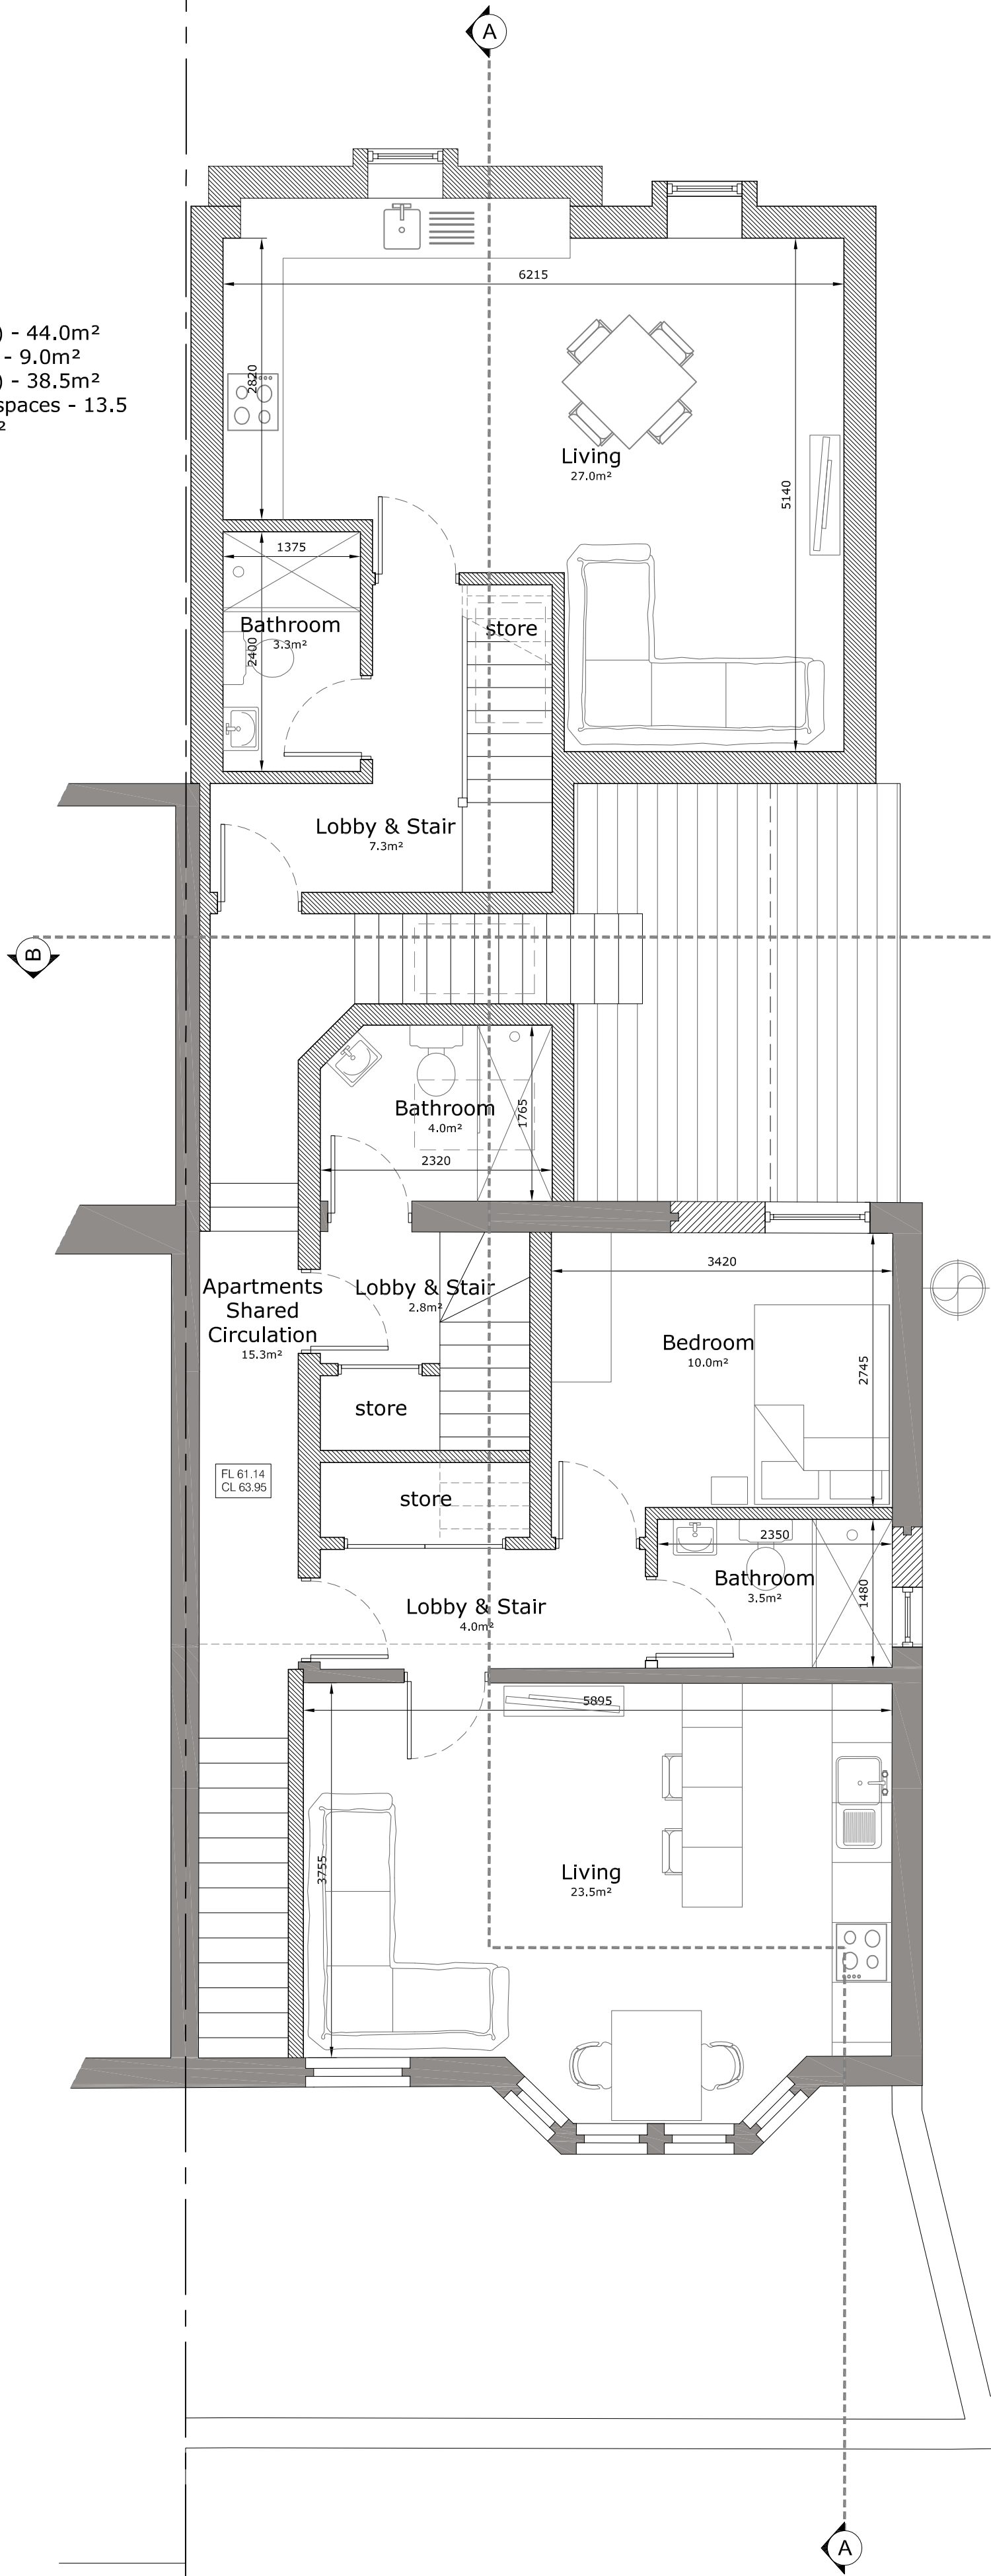 A
) - 44.0m²
- 9.0m²
) - 38.5m²
spaces - 13.5
²
6215
2820
Living
27.0m²
5140
1375
Bathroom
3.3m²
2400
store
Lobby & Stair
7.3m²
B
Bathroom
4.0m²
1765
2320
Apartments
Shared
Circulation
15.3m²
Lobby & Stair
2.8m²
3420
Bedroom
10.0m²
2745
store
FL 61.14
CL 63.95
store
2350
Bathroom
3.5m²
1480
Lobby & Stair
4.0m²
5895
3755
Living
23.5m²
A